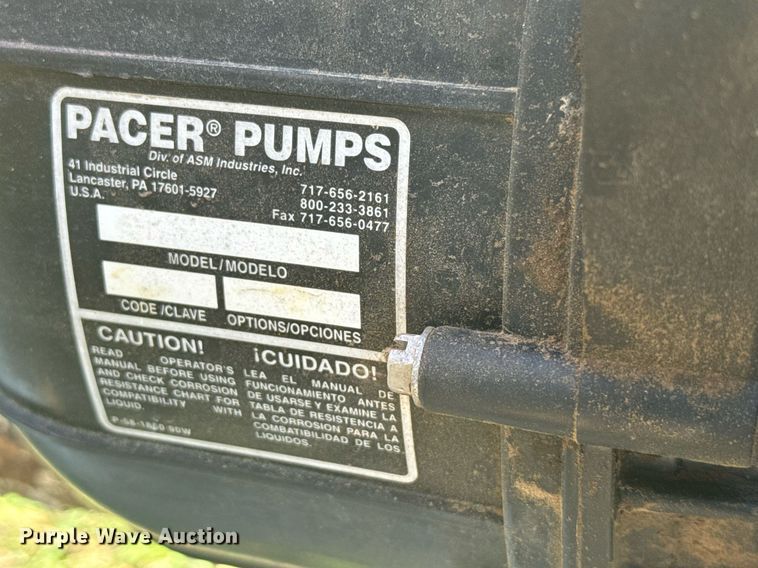 PACER® PUMPS
Div. of ASM Industries, Inc.
41 Industrial Circle
Lancaster, PA 17601-5927
U.S.A.
717-656-2161
800-233-3861
Fax 717-656-0477
MODEL/MODELO
CODE/CLAVE OPTIONS/OPCIONES
CAUTION!
READ OPERATOR'S
MANUAL BEFORE USING
AND CHECK CORROSION
RESISTANCE CHART FOR
COMPATIBILITY WITH
LIQUID.
P-58-1860 90W
¡CUIDADO!
LEA EL MANUAL DE
FUNCIONAMIENTO ANTES
DE USARSE Y EXAMINE LA
TABLA DE RESISTENCIA A
LA CORROSION PARA LA
COMBATIBILIDAD DE LOS
LIQUIDOS.
Purple Wave Auction